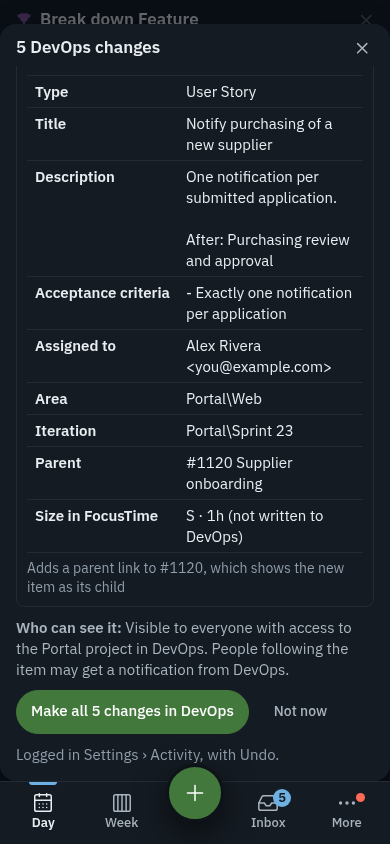 Break down Feature
5 DevOps changes
Type User Story
Title Notify purchasing of a
new supplier
Description One notification per
submitted application.
After: Purchasing review
and approval
Acceptance criteria - Exactly one notification
per application
Assigned to Alex Rivera
<you@example.com>
Area Portal\Web
Iteration Portal\Sprint 23
Parent #1120 Supplier
onboarding
Size in FocusTime S · 1h (not written to
DevOps)
Adds a parent link to #1120, which shows the new
item as its child
Who can see it: Visible to everyone with access to
the Portal project in DevOps. People following the
item may get a notification from DevOps.
Make all 5 changes in DevOps Not now
Logged in Settings › Activity, with Undo.
5
Day Week Inbox More